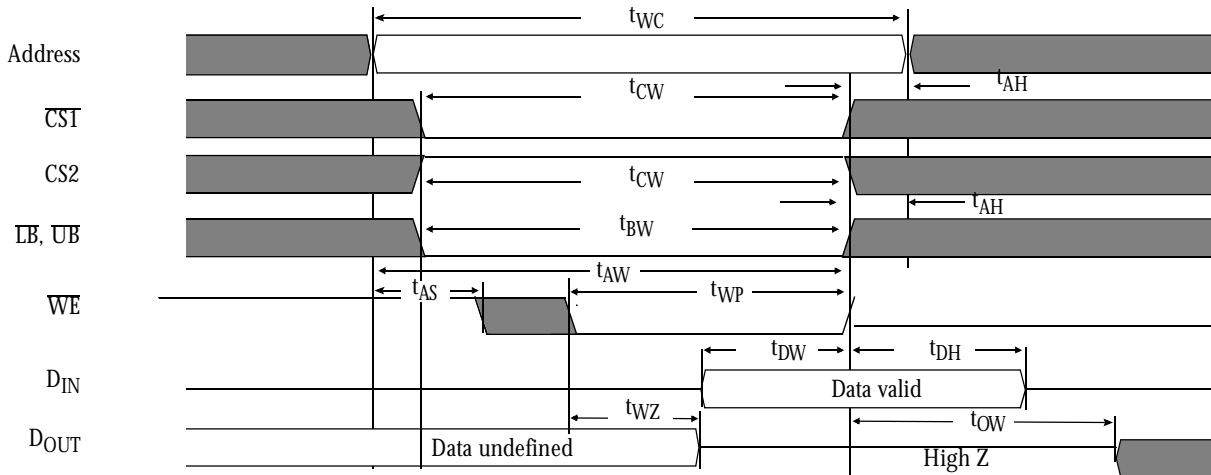 tWC
Address
tAH
tCW
CS1
CS2
tCW
tAH
LB, UB
tBW
tAW
tAS
tWP
WE
tDW
tDH
DIN
Data valid
tWZ
tOW
DOUT
Data undefined
High Z